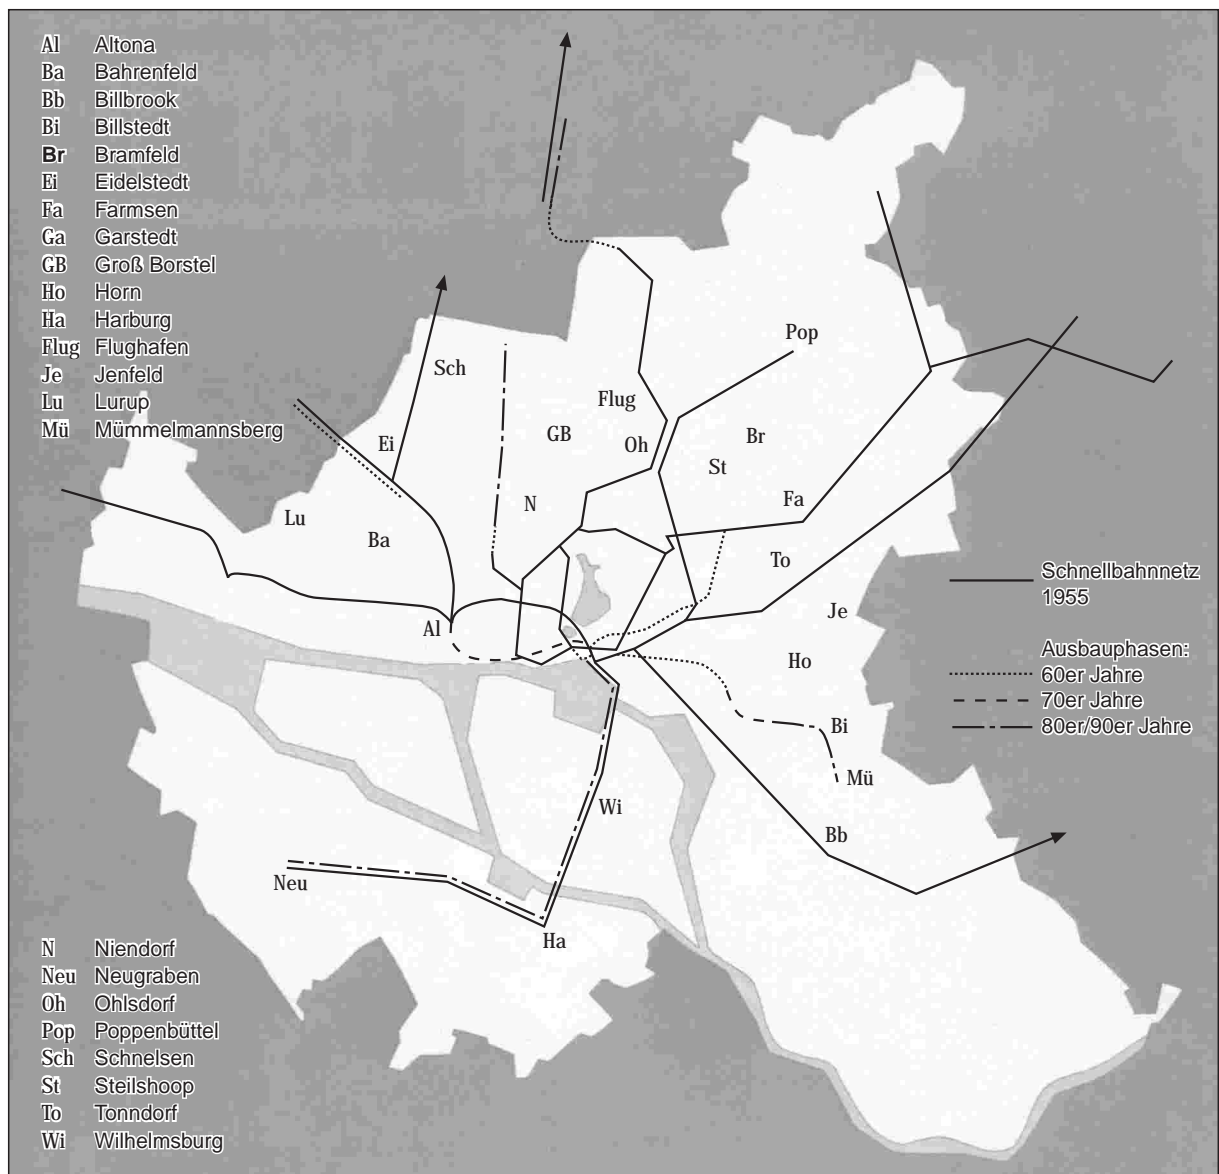 Al Altona
Ba Bahrenfeld
Bb Billbrook
Bi Billstedt
Br Bramfeld
Ei Eidelstedt
Fa Farmsen
Ga Garstedt
GB Groß Borstel
Ho Horn
Ha Harburg
Flug Flughafen
Je Jenfeld
Lu Lurup
Mü Mümmelmannsberg
Pop
Sch
Flug
GB
Oh
Br
Ei
St
Fa
N
Lu
Ba
To
Je
Al
Ho
Bi
Mü
Wi
Bb
Neu
Ha
Schnellbahnnetz
1955
Ausbauphasen:
60er Jahre
70er Jahre
80er/90er Jahre
N Niendorf
Neu Neugraben
Oh Ohlsdorf
Pop Poppenbüttel
Sch Schnelsen
St Steilshoop
To Tonndorf
Wi Wilhelmsburg